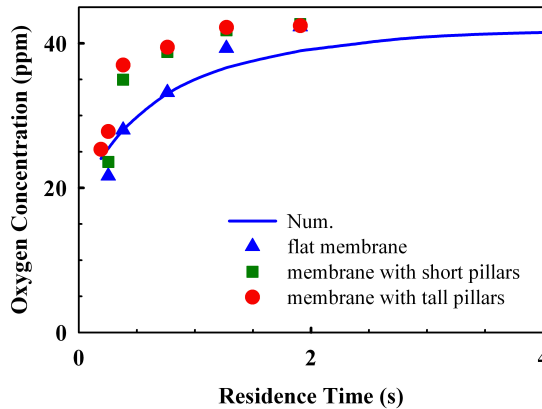 Oxygen Concentration (ppm)
40
20
0
Num.
flat membrane
membrane with short pillars
membrane with tall pillars
0
2
4
Residence Time (s)